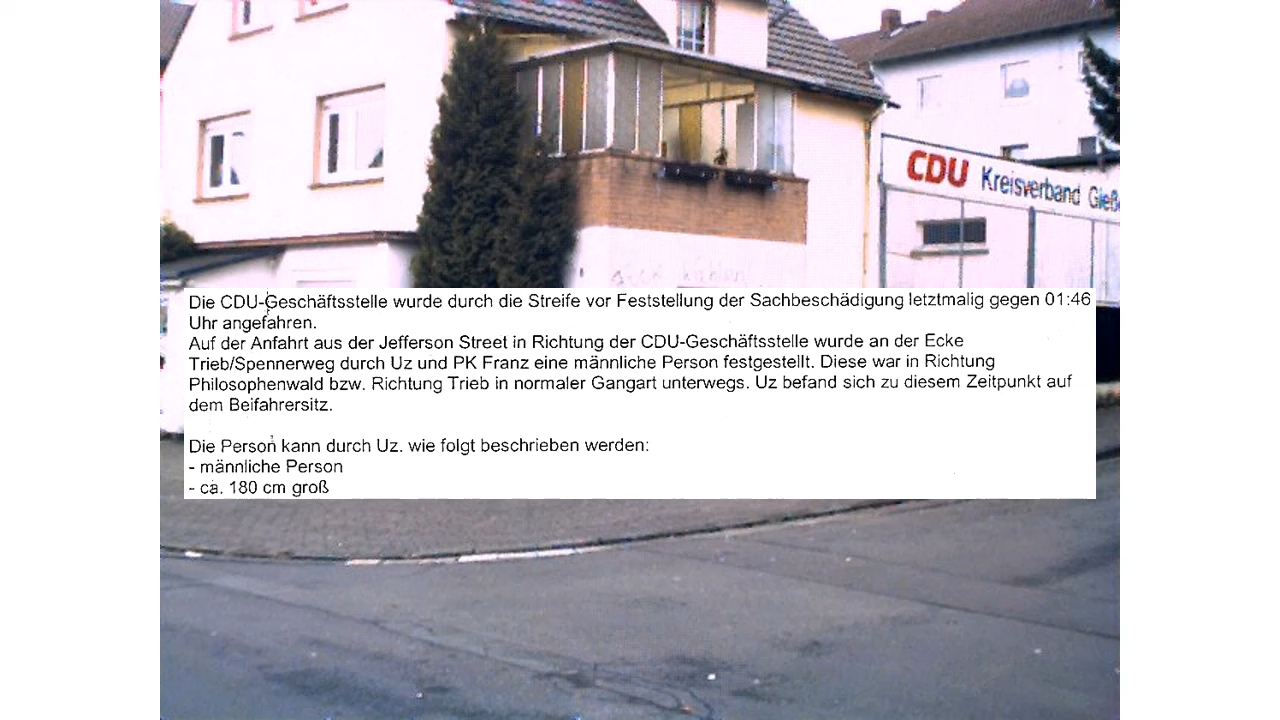 CDU Kreisverband Gieße
Die CDU-Geschäftsstelle wurde durch die Streife vor Feststellung der Sachbeschädigung letztmalig gegen 01:46
Uhr angefahren.
Auf der Anfahrt aus der Jefferson Street in Richtung der CDU-Geschäftsstelle wurde an der Ecke
Trieb/Spennerweg durch Uz und PK Franz eine männliche Person festgestellt. Diese war in Richtung
Philosophenwald bzw. Richtung Trieb in normaler Gangart unterwegs. Uz befand sich zu diesem Zeitpunkt auf
dem Beifahrersitz.
Die Person kann durch Uz. wie folgt beschrieben werden:
- männliche Person
- ca. 180 cm groß